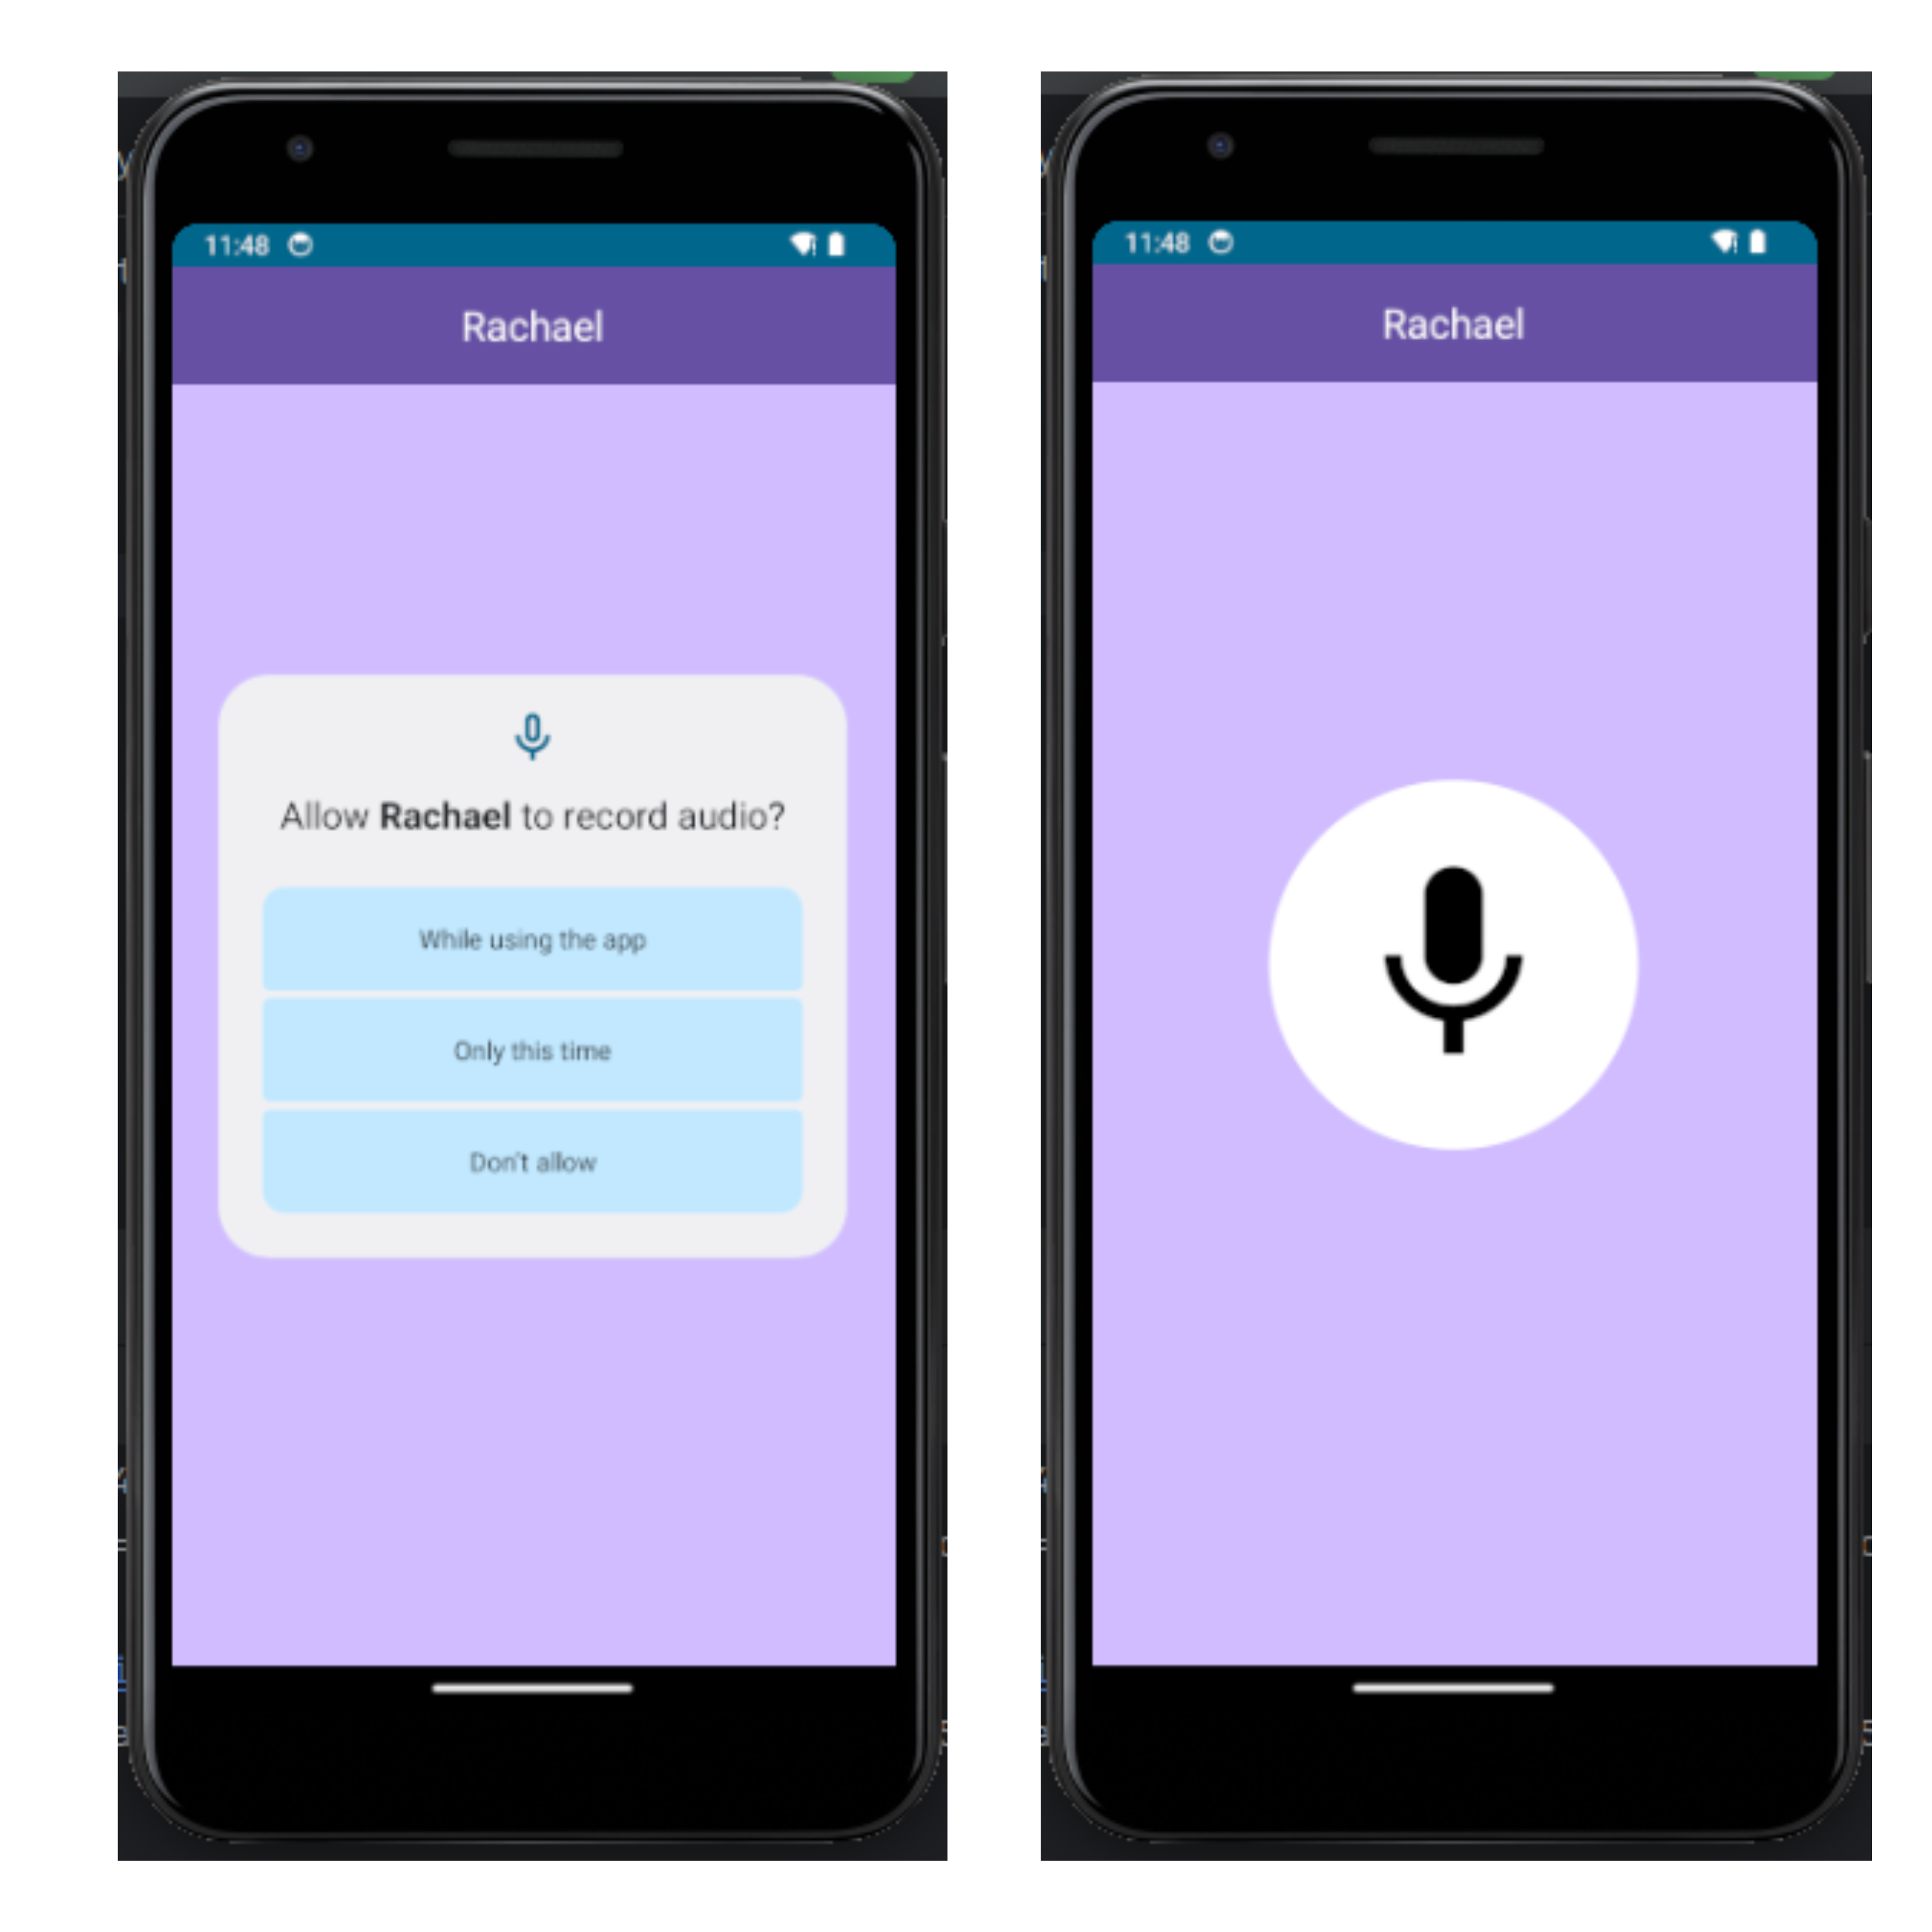 11:48
Rachael
Allow Rachael to record audio?
While using the app
Only this time
Don't allow
11:48
Rachael